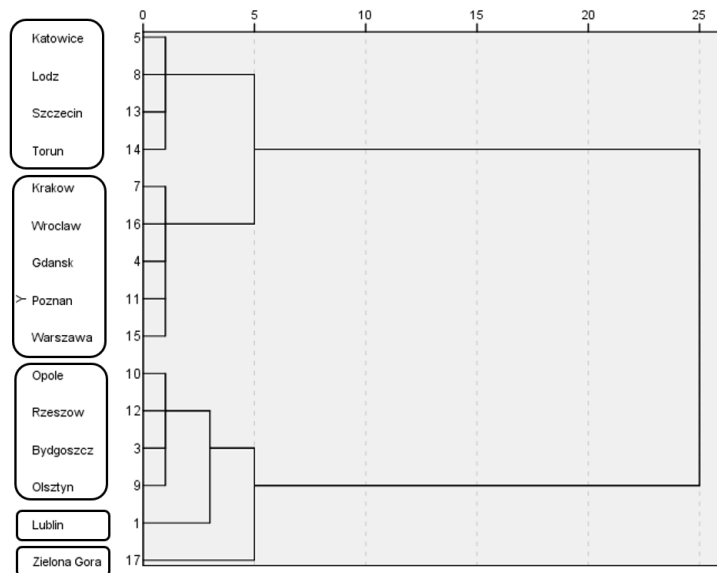 0 5 10 15 20 25
Katowice 5
Lodz 8
Szczecin 13
Torun 14
Krakow 7
Wroclaw 16
Gdansk 4
Y Poznan 11
Warszawa 15
Opole 10
Rzeszow 12
Bydgoszcz 3
Olsztyn 9
Lublin 1
Zielona Gora 17